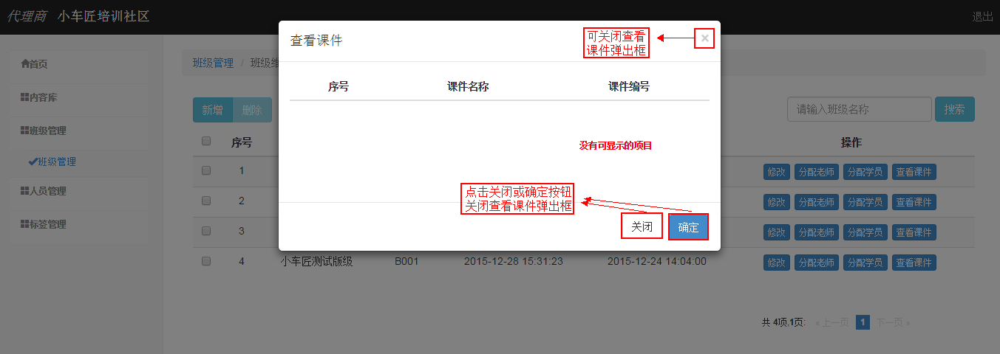 代理商 小车匠培训社区 退出
首页
内容库
班级管理
班级管理
人员管理
标签管理
班级管理 / 班级维
新增 删除 请输入班级名称 搜索
序号 操作
1 修改 分配老师 分配学员 查看课件
2 修改 分配老师 分配学员 查看课件
3 修改 分配老师 分配学员 查看课件
4 小车匠测试版级 B001 2015-12-28 15:31:23 2015-12-24 14:04:00 修改 分配老师 分配学员 查看课件
共 4项,1页: « 上一页 1 下一页 »
查看课件 ×
可关闭查看
课件弹出框
序号 课件名称 课件编号
没有可显示的项目
点击关闭或确定按钮
关闭查看课件弹出框
关闭 确定